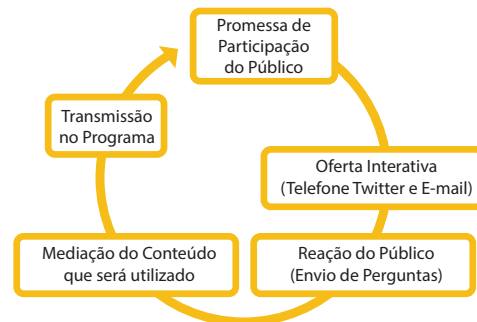 Promessa de
Participação
do Público
Oferta Interativa
(Telefone Twitter e E-mail)
Reação do Público
(Envio de Perguntas)
Mediação do Conteúdo
que será utilizado
Transmissão
no Programa